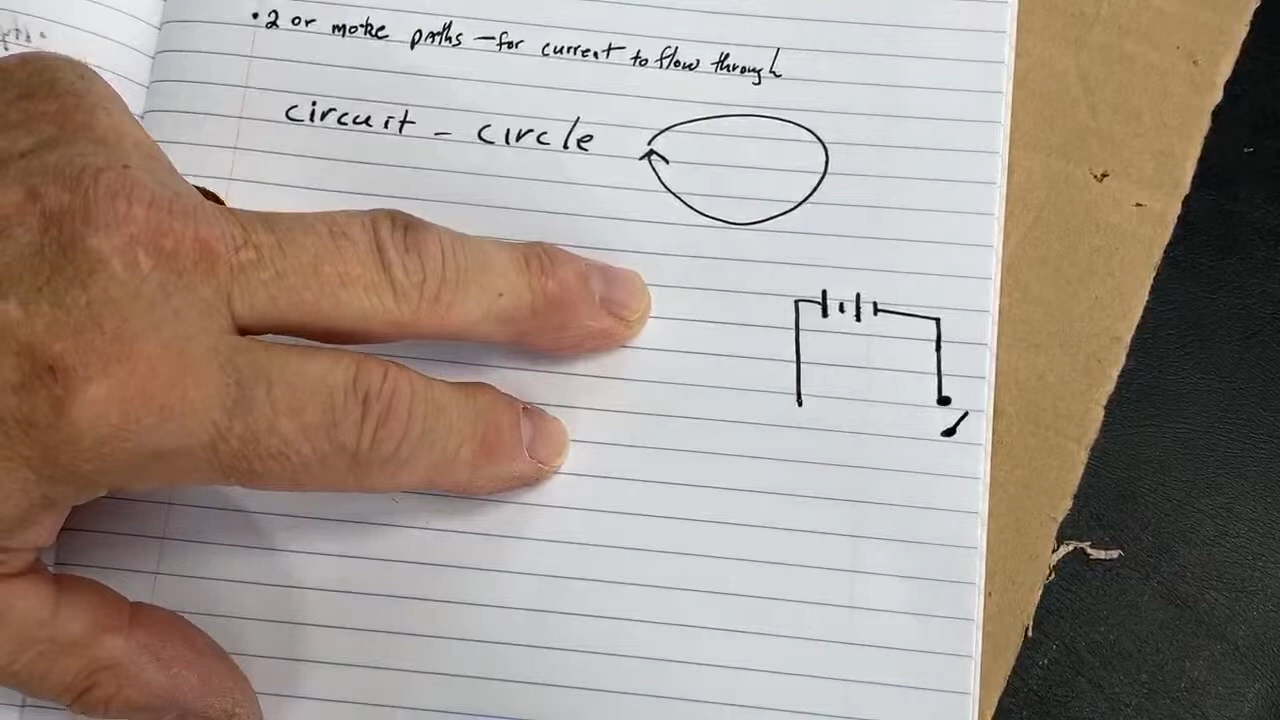 • 2 or more paths - for current to flow through
circuit - circle